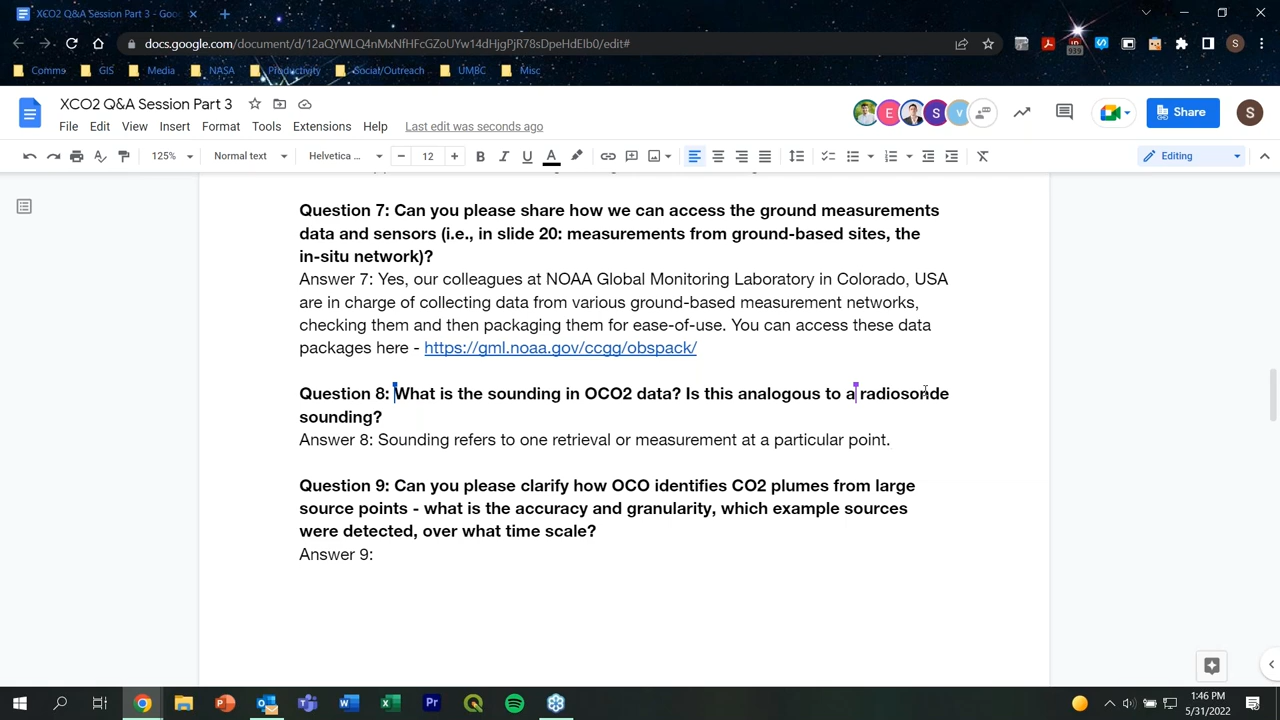 XCO2 Q&A Session Part 3 - Goo
docs.google.com/document/d/12aQYWLQ4nMxNfHFcGZoUYw14dHjgPjR78sDpeHdEIb0/edit#
939
S
Comms GIS Media NASA Productivity Social/Outreach UMBC Misc
XCO2 Q&A Session Part 3
E S v
Share
S
File Edit View Insert Format Tools Extensions Help Last edit was seconds ago
125% Normal text Helvetica ... 12 B I U A Editing
Question 7: Can you please share how we can access the ground measurements
data and sensors (i.e., in slide 20: measurements from ground-based sites, the
in-situ network)?
Answer 7: Yes, our colleagues at NOAA Global Monitoring Laboratory in Colorado, USA
are in charge of collecting data from various ground-based measurement networks,
checking them and then packaging them for ease-of-use. You can access these data
packages here - https://gml.noaa.gov/ccgg/obspack/
Question 8: What is the sounding in OCO2 data? Is this analogous to a radiosonde
sounding?
Answer 8: Sounding refers to one retrieval or measurement at a particular point.
Question 9: Can you please clarify how OCO identifies CO2 plumes from large
source points - what is the accuracy and granularity, which example sources
were detected, over what time scale?
Answer 9:
1:46 PM
5/31/2022